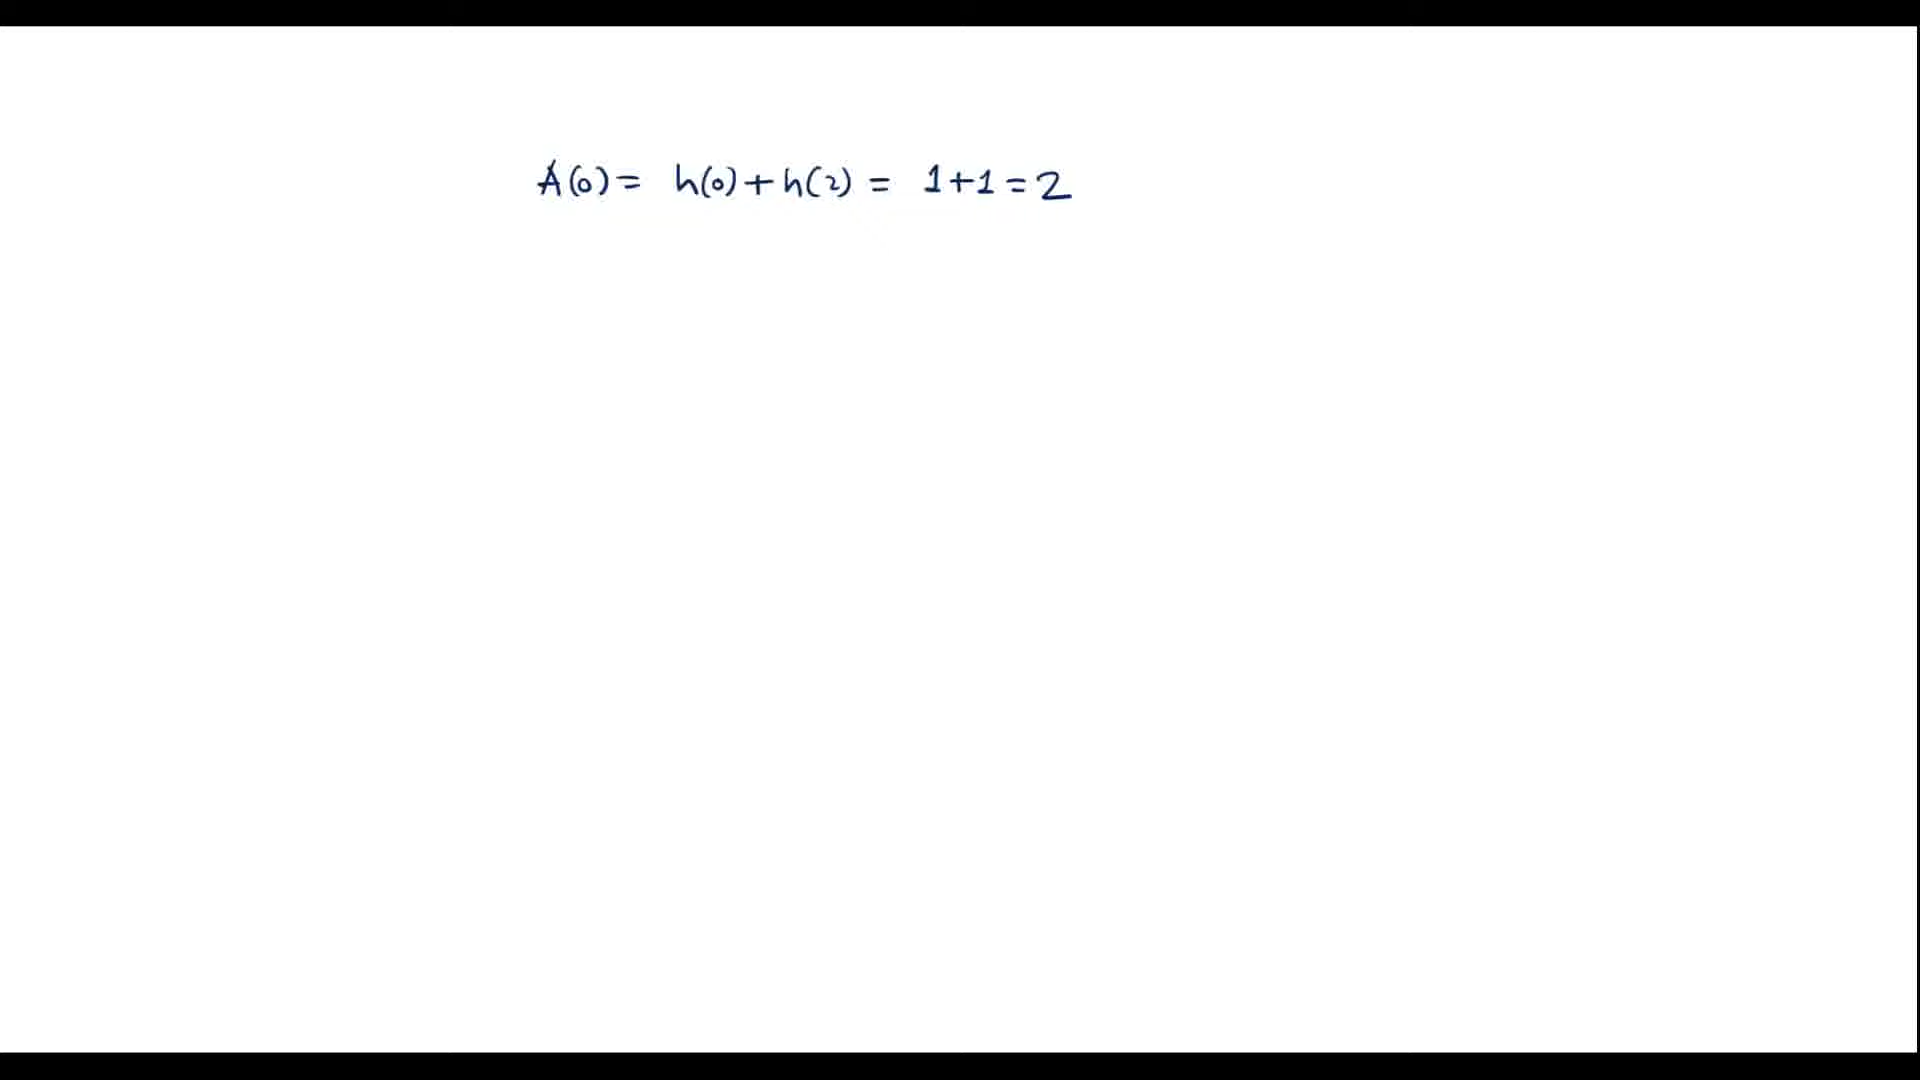 A(0) = h(0) + h(2) = 1+1 = 2